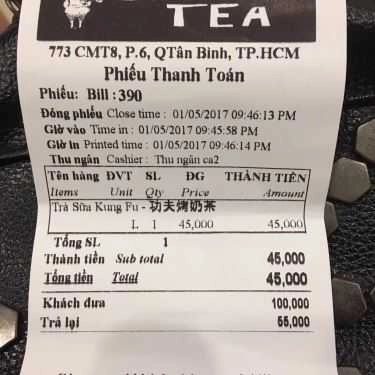 TEA
773 CMT8, P.6, QTân Bình, TP.HCM
Phiếu Thanh Toán
Phiếu: Bill : 390
Đóng phiếu Close time : 01/05/2017 09:46:13 PM
Giờ vào Time in : 01/05/2017 09:45:58 PM
Giờ in Printed time : 01/05/2017 09:46:14 PM
Thu ngân Cashier : Thu ngân ca2
Tên hàng ĐVT SL ĐG THÀNH TIỀN
Items Unit Qty Price Amount
Trà Sữa Kung Fu - 功夫烤奶茶
L 1 45,000 45,000
Tổng SL 1
Thành tiền Sub total 45,000
Tổng tiền Total 45,000
Khách đưa 100,000
Trả lại 55,000